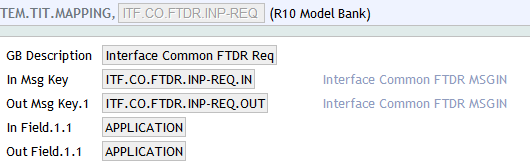 TEM.TIT.MAPPING, ITF.CO.FTDR.INP-REQ (R10 Model Bank)
GB Description Interface Common FTDR Req
In Msg Key ITF.CO.FTDR.INP-REQ.IN Interface Common FTDR MSGIN
Out Msg Key.1 ITF.CO.FTDR.INP-REQ.OUT Interface Common FTDR MSGIN
In Field.1.1 APPLICATION
Out Field.1.1 APPLICATION